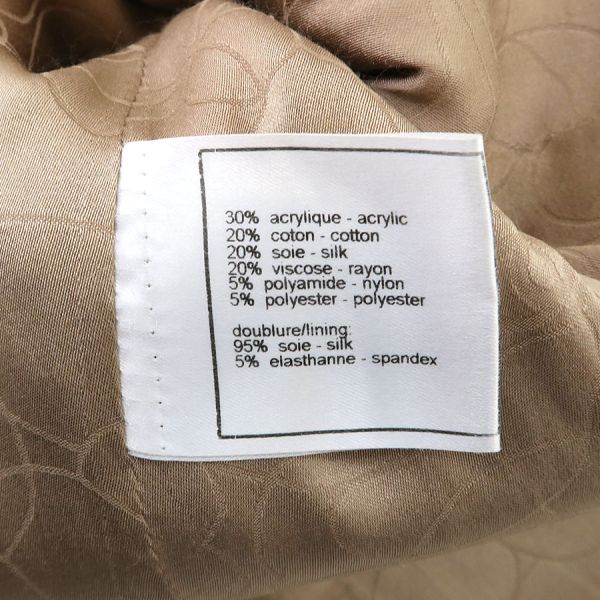 30% acrylique - acrylic
20% coton - cotton
20% soie - silk
20% viscose - rayon
5% polyamide - nylon
5% polyester - polyester
doublure/lining:
95% soie - silk
5% elasthanne - spandex